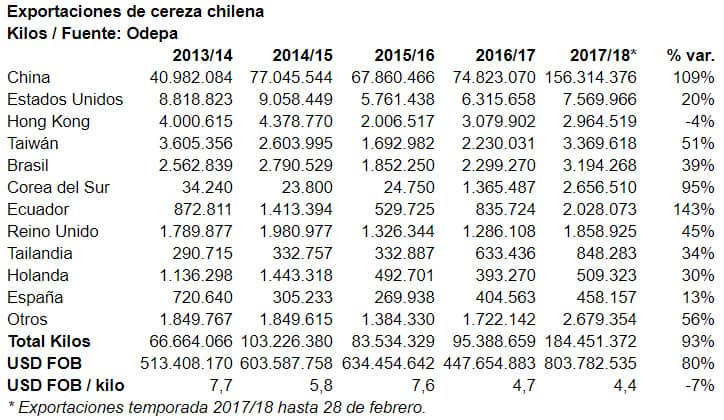 Exportaciones de cereza chilena
Kilos / Fuente: Odepa
2013/14 2014/15 2015/16 2016/17 2017/18* % var.
China 40.982.084 77.045.544 67.860.466 74.823.070 156.314.376 109%
Estados Unidos 8.818.823 9.058.449 5.761.438 6.315.658 7.569.966 20%
Hong Kong 4.000.615 4.378.770 2.006.517 3.079.902 2.964.519 -4%
Taiwán 3.605.356 2.603.995 1.692.982 2.230.031 3.369.618 51%
Brasil 2.562.839 2.790.529 1.852.250 2.299.270 3.194.268 39%
Corea del Sur 34.240 23.800 24.750 1.365.487 2.656.510 95%
Ecuador 872.811 1.413.394 529.725 835.724 2.028.073 143%
Reino Unido 1.789.877 1.980.977 1.326.344 1.286.108 1.858.925 45%
Tailandia 290.715 332.757 332.887 633.436 848.283 34%
Holanda 1.136.298 1.443.318 492.701 393.270 509.323 30%
España 720.640 305.233 269.938 404.563 458.157 13%
Otros 1.849.767 1.849.615 1.384.330 1.722.142 2.679.354 56%
Total Kilos 66.664.066 103.226.380 83.534.329 95.388.659 184.451.372 93%
USD FOB 513.408.170 603.587.758 634.454.642 447.654.883 803.782.535 80%
USD FOB / kilo 7,7 5,8 7,6 4,7 4,4 -7%
* Exportaciones temporada 2017/18 hasta 28 de febrero.